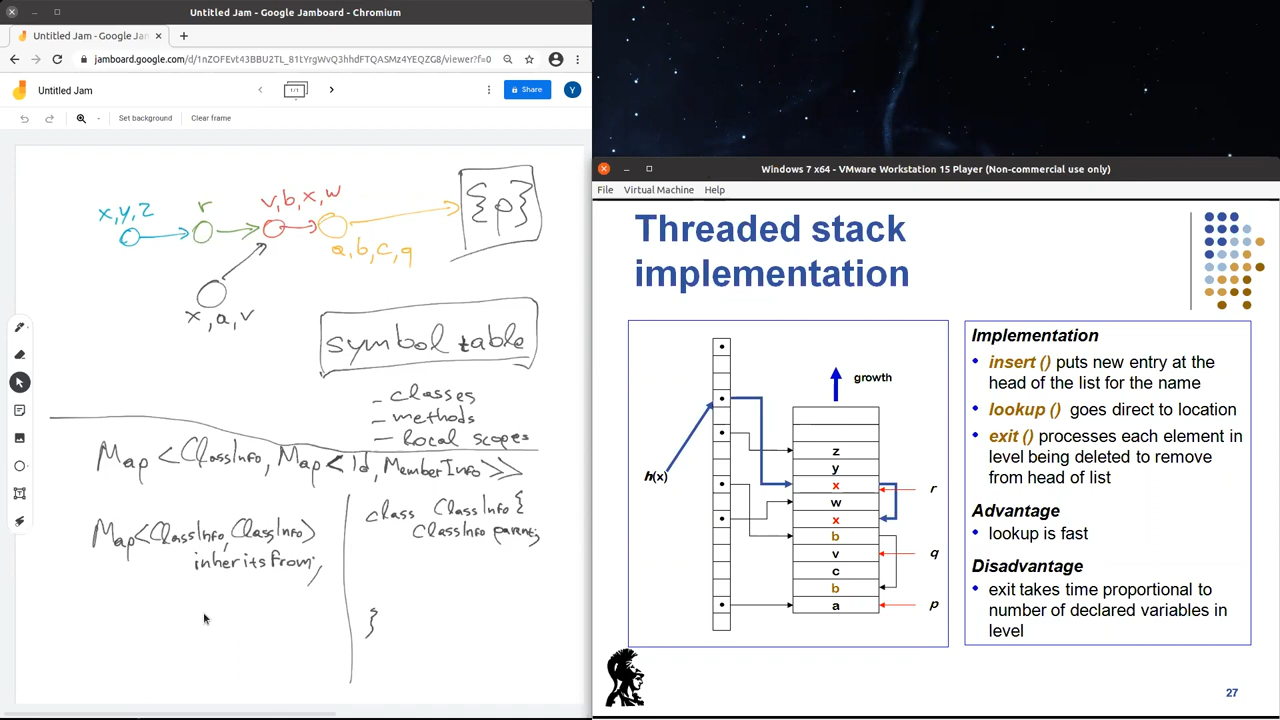 Untitled Jam - Google Jamboard - Chromium
Untitled Jam - Google Jam
jamboard.google.com/d/1nZOFEvt43BBU2TL_81tYrgWvQ3hhdFTQASMz4YEQZG8/viewer?f=0
Untitled Jam
1/1
Share
Y
Set background
Clear frame
x,y,z
r
v,b,x,w
{p}
a,b,c,q
x,a,v
symbol table
- classes
- methods
- local scopes
Map <ClassInfo, Map<Id, MemberInfo>>
Map<ClassInfo, ClassInfo>
inheritsFrom;
class ClassInfo {
ClassInfo parent;
}
Windows 7 x64 - VMware Workstation 15 Player (Non-commercial use only)
File Virtual Machine Help
Threaded stack
implementation
growth
h(x)
z
y
x
w
x
b
v
c
b
a
r
q
p
Implementation
• insert () puts new entry at the
head of the list for the name
• lookup () goes direct to location
• exit () processes each element in
level being deleted to remove
from head of list
Advantage
• lookup is fast
Disadvantage
• exit takes time proportional to
number of declared variables in
level
27